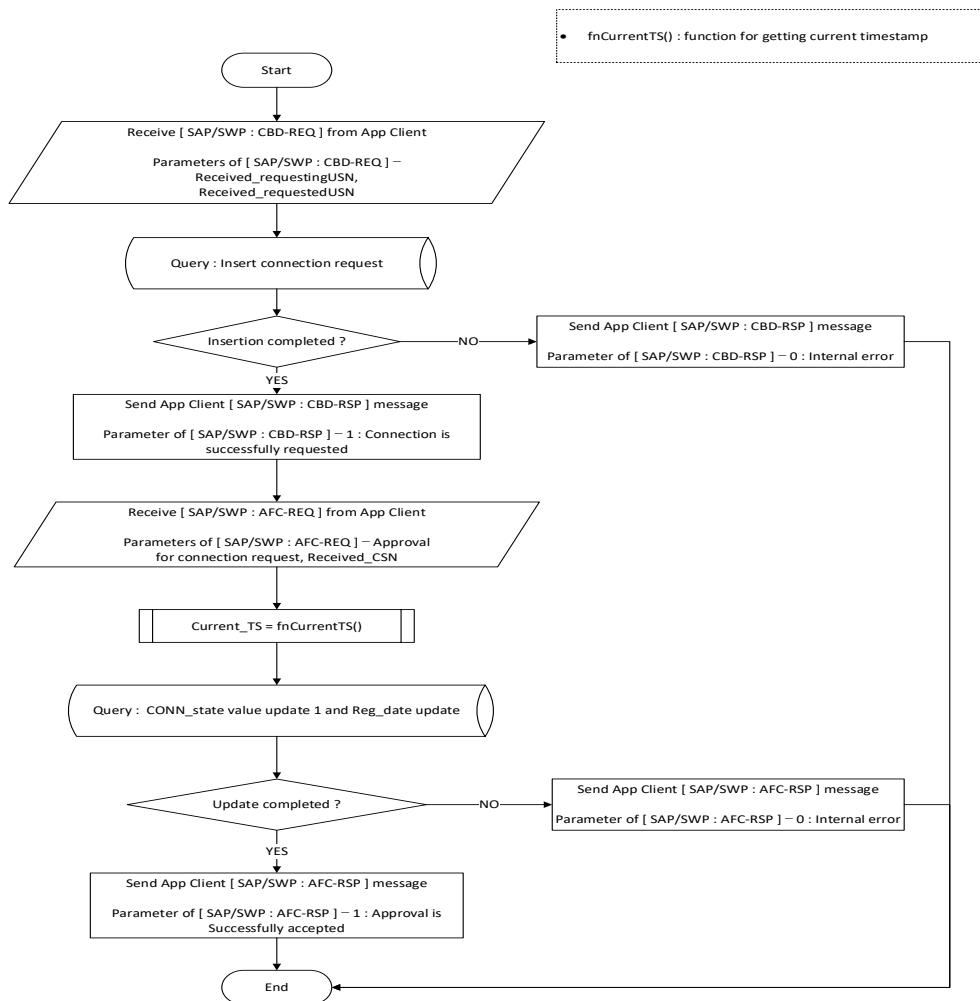 • fnCurrentTS() : function for getting current timestamp
Start
Receive [ SAP/SWP : CBD-REQ ] from App Client
Parameters of [ SAP/SWP : CBD-REQ ] –
Received_requestingUSN,
Received_requestedUSN
Query : Insert connection request
Insertion completed ?
NO
Send App Client [ SAP/SWP : CBD-RSP ] message
Parameter of [ SAP/SWP : CBD-RSP ] – 0 : Internal error
YES
Send App Client [ SAP/SWP : CBD-RSP ] message
Parameter of [ SAP/SWP : CBD-RSP ] – 1 : Connection is
successfully requested
Receive [ SAP/SWP : AFC-REQ ] from App Client
Parameters of [ SAP/SWP : AFC-REQ ] – Approval
for connection request, Received_CSN
Current_TS = fnCurrentTS()
Query : CONN_state value update 1 and Reg_date update
Update completed ?
NO
Send App Client [ SAP/SWP : AFC-RSP ] message
Parameter of [ SAP/SWP : AFC-RSP ] – 0 : Internal error
YES
Send App Client [ SAP/SWP : AFC-RSP ] message
Parameter of [ SAP/SWP : AFC-RSP ] – 1 : Approval is
Successfully accepted
End